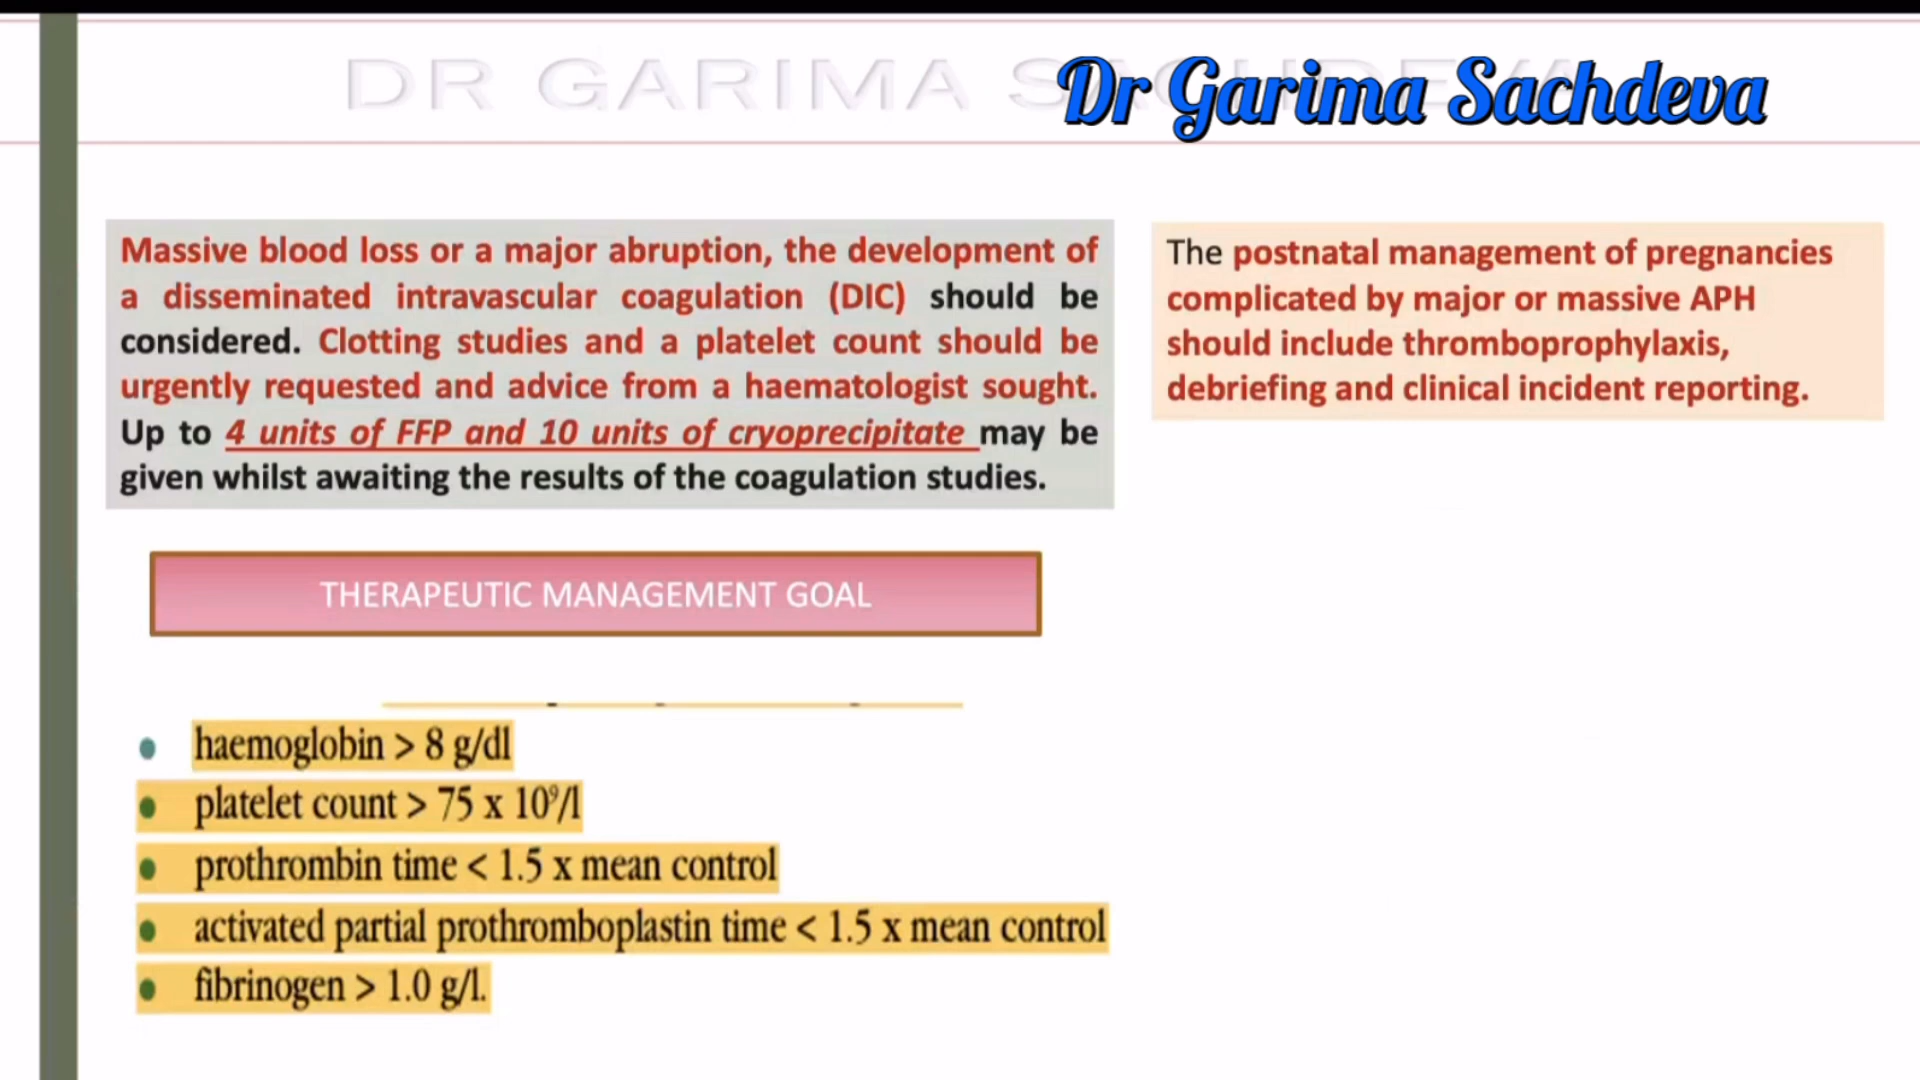 DR GARIMA SACHDEVA
Dr Garima Sachdeva
Massive blood loss or a major abruption, the development of
a disseminated intravascular coagulation (DIC) should be
considered. Clotting studies and a platelet count should be
urgently requested and advice from a haematologist sought.
Up to 4 units of FFP and 10 units of cryoprecipitate may be
given whilst awaiting the results of the coagulation studies.
The postnatal management of pregnancies
complicated by major or massive APH
should include thromboprophylaxis,
debriefing and clinical incident reporting.
THERAPEUTIC MANAGEMENT GOAL
• haemoglobin > 8 g/dl
• platelet count > 75 x 10⁹/l
• prothrombin time < 1.5 x mean control
• activated partial prothromboplastin time < 1.5 x mean control
• fibrinogen > 1.0 g/l.